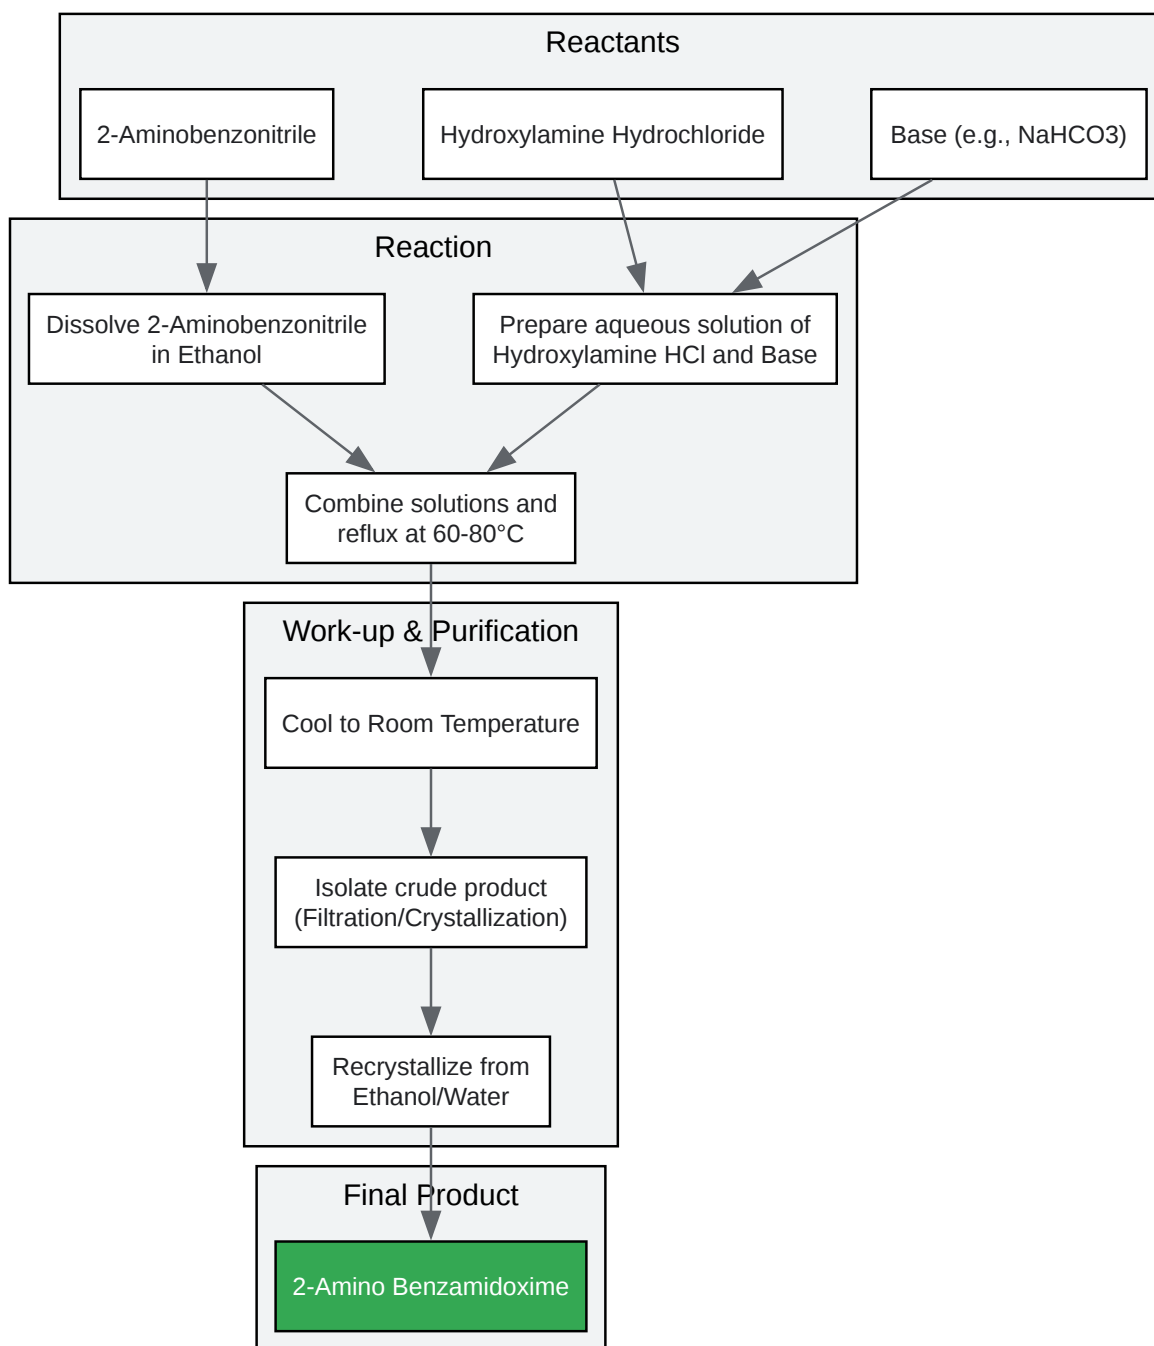 Reactants
2-Aminobenzonitrile
Hydroxylamine Hydrochloride
Base (e.g., NaHCO3)
Reaction
Dissolve 2-Aminobenzonitrile
in Ethanol
Prepare aqueous solution of
Hydroxylamine HCl and Base
Combine solutions and
reflux at 60-80°C
Work-up & Purification
Cool to Room Temperature
Isolate crude product
(Filtration/Crystallization)
Recrystallize from
Ethanol/Water
Final Product
2-Amino Benzamidoxime